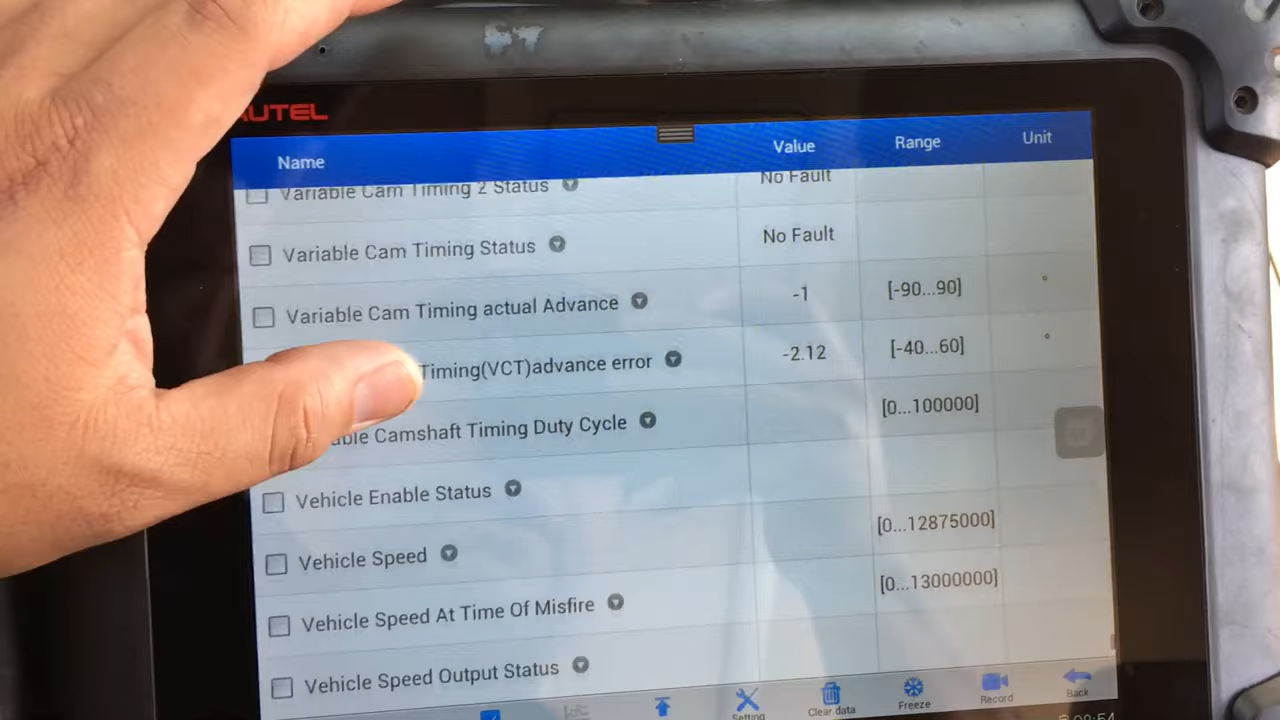 AUTEL
Name Value Range Unit
Variable Cam Timing 2 Status No Fault
Variable Cam Timing Status No Fault
Variable Cam Timing actual Advance -1 [-90...90] °
Timing(VCT)advance error -2.12 [-40...60] °
able Camshaft Timing Duty Cycle [0...100000]
Vehicle Enable Status
Vehicle Speed [0...12875000]
Vehicle Speed At Time Of Misfire [0...13000000]
Vehicle Speed Output Status
Setting Clear data Freeze Record Back